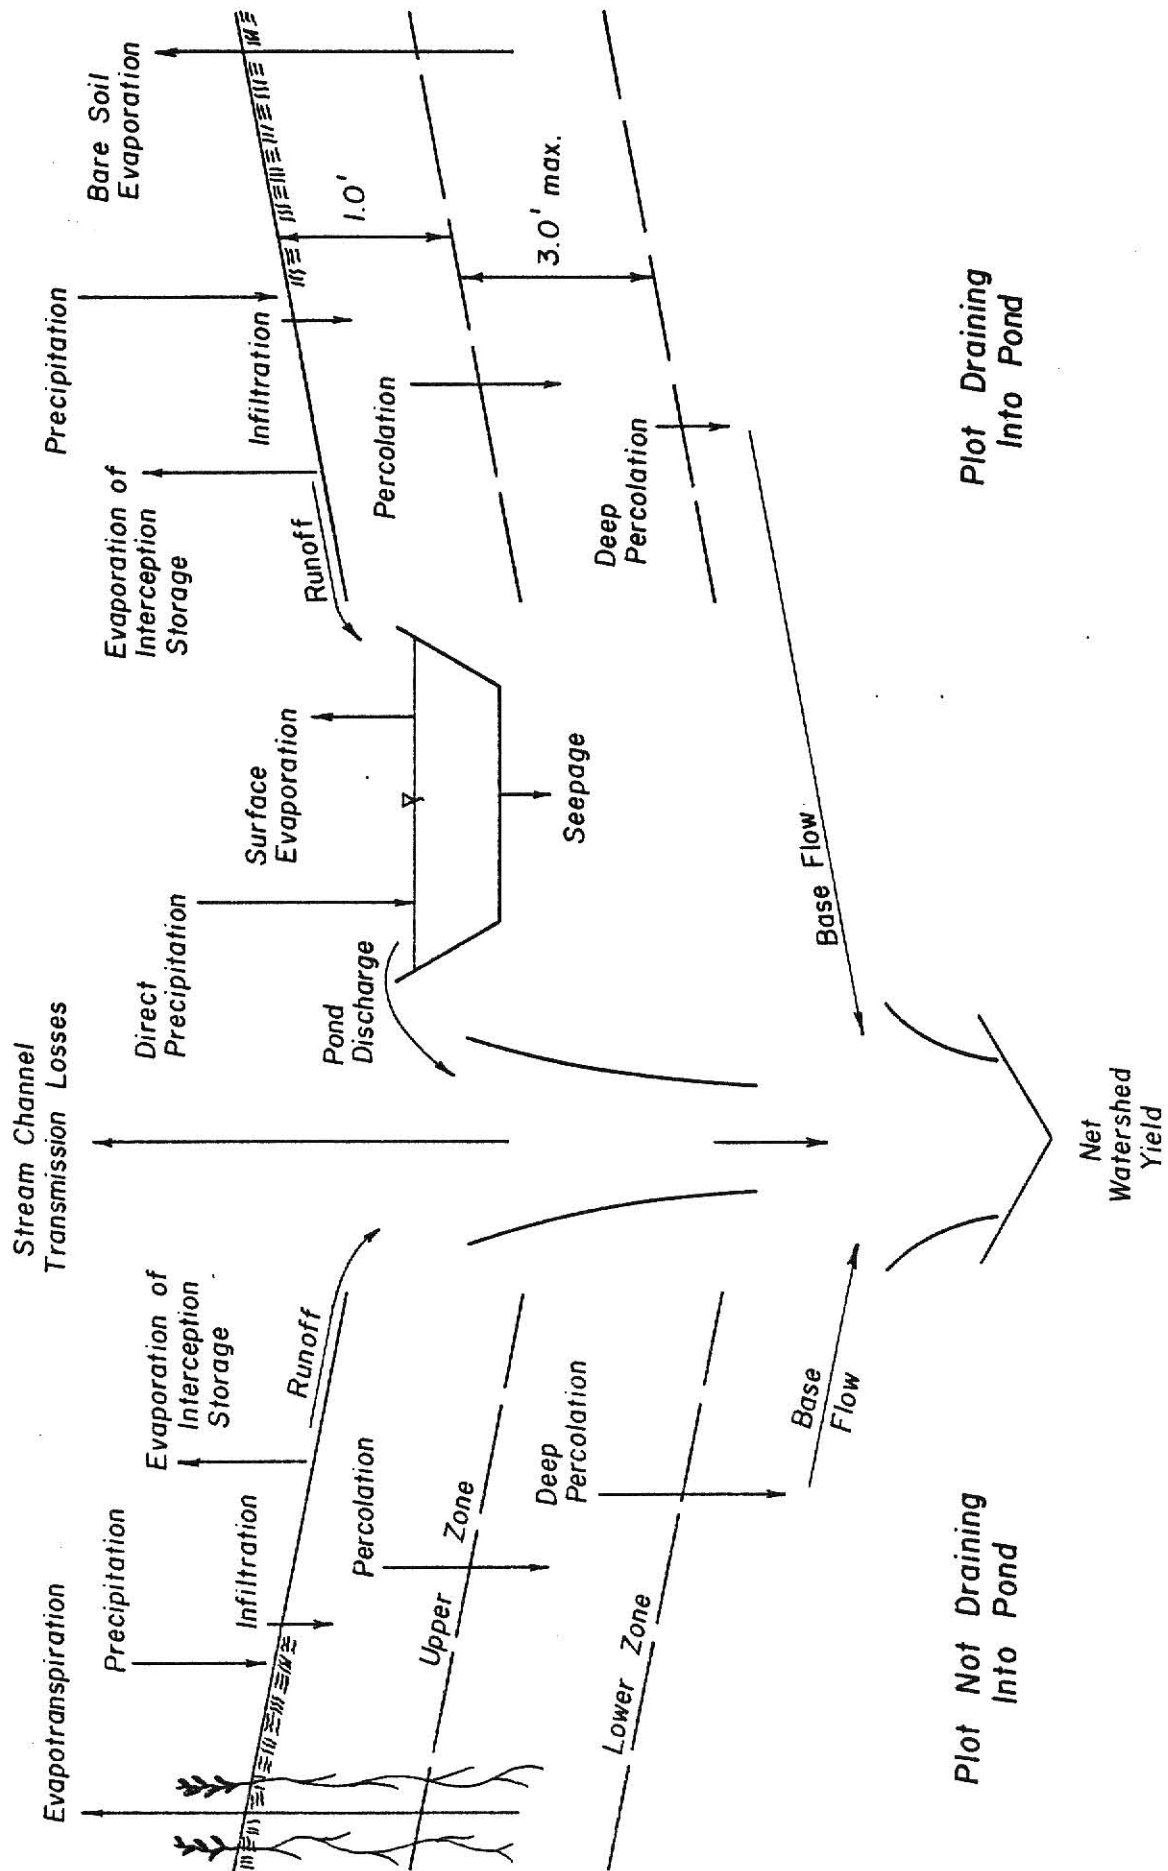 Stream Channel
Transmission Losses
Evapotranspiration
Precipitation
Evaporation of
Interception
Storage
Infiltration
Runoff
Percolation
Upper Zone
Deep
Percolation
Lower Zone
Base
Flow
Plot Not Draining
Into Pond
Direct
Precipitation
Pond
Discharge
Surface
Evaporation
Seepage
Base Flow
Net
Watershed
Yield
Evaporation of
Interception
Storage
Runoff
Precipitation
Infiltration
Percolation
Deep
Percolation
Bare Soil
Evaporation
1.0'
3.0' max.
Plot Draining
Into Pond